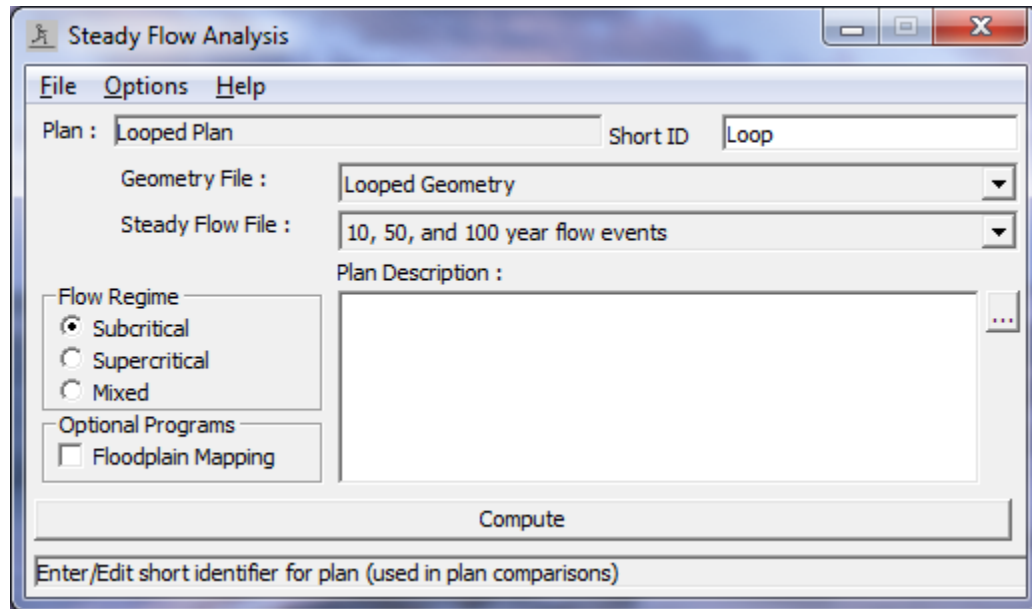 Steady Flow Analysis
File Options Help
Plan : Looped Plan Short ID Loop
Geometry File : Looped Geometry
Steady Flow File : 10, 50, and 100 year flow events
Plan Description :
Flow Regime
Subcritical
Supercritical
Mixed
Optional Programs
Floodplain Mapping
...
Compute
Enter/Edit short identifier for plan (used in plan comparisons)